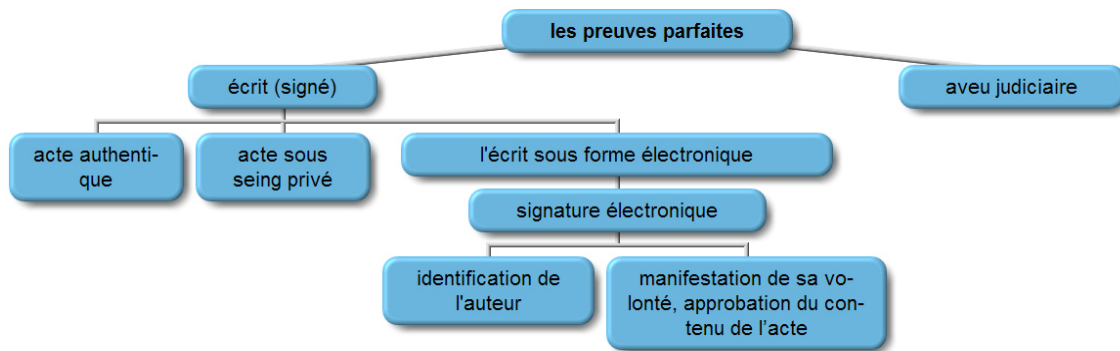 les preuves parfaites
écrit (signé)
aveu judiciaire
acte authenti-
que
acte sous
seing privé
l'écrit sous forme électronique
signature électronique
identification de
l'auteur
manifestation de sa vo-
lonté, approbation du con-
tenu de l’acte